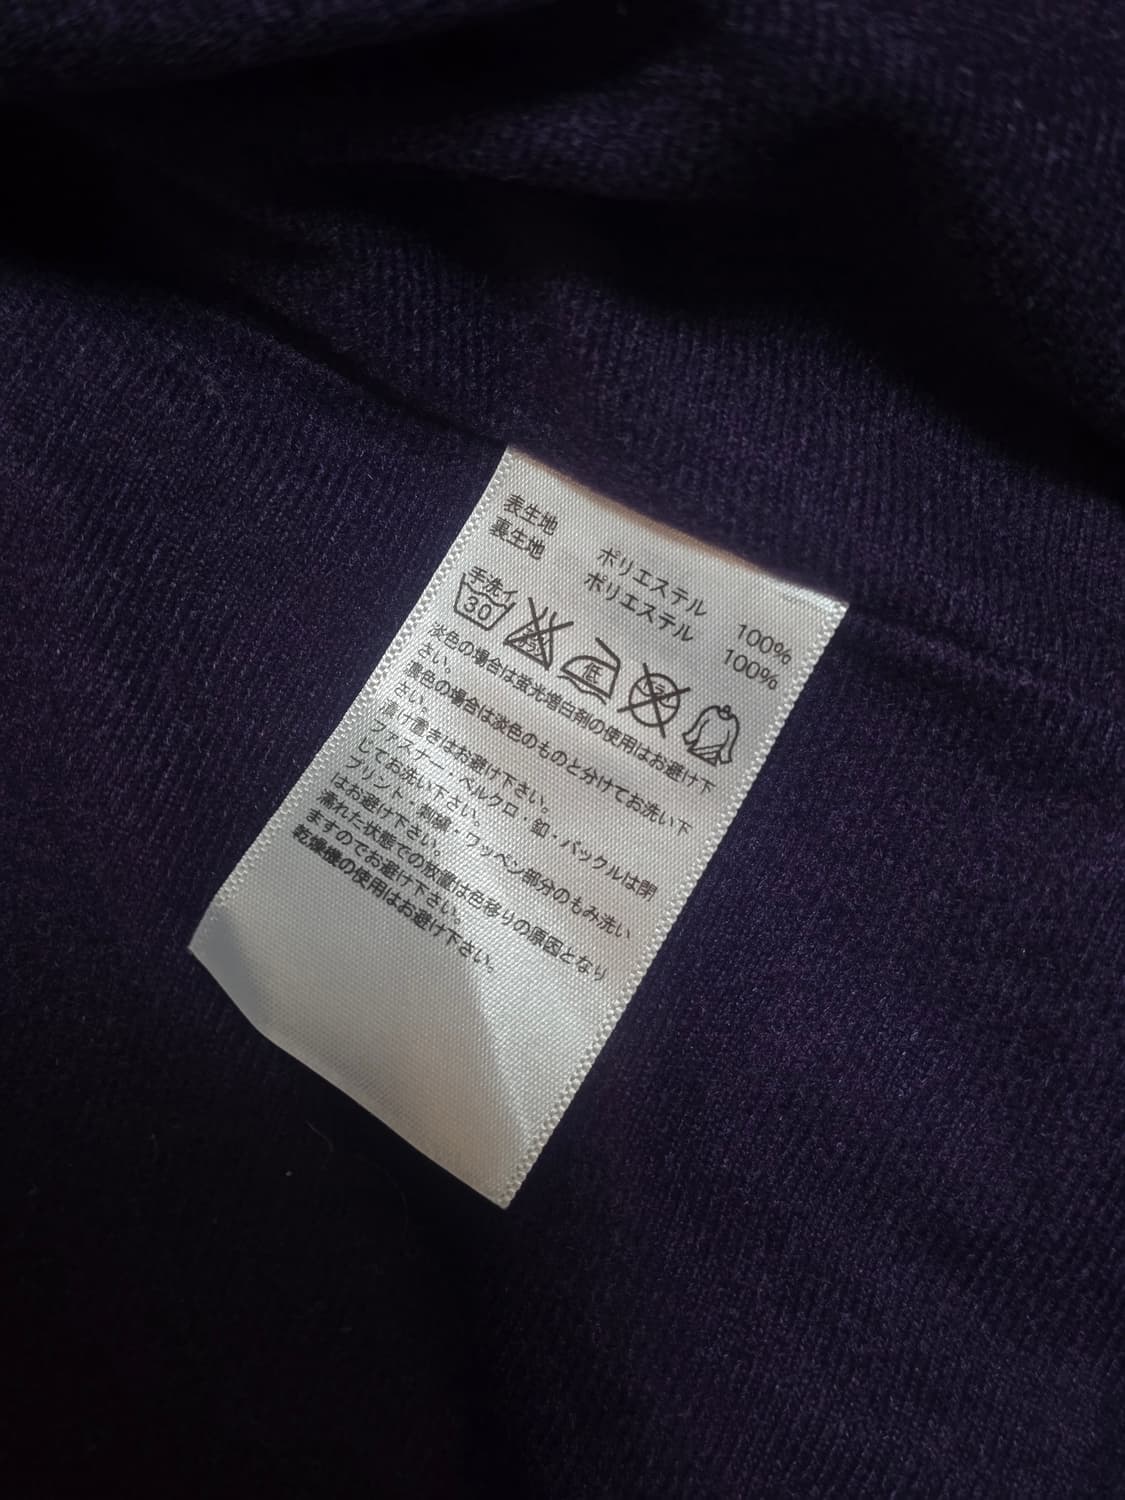 表生地 ポリエステル 100%
裏生地 ポリエステル 100%
手洗イ
30
低
淡色の場合は蛍光増白剤の使用はお避け下
さい。
濃色の場合は淡色のものと分けてお洗い下
さい。
漬け置きはお避け下さい。
ファスナー・ベルクロ・釦・バックルは閉
じてお洗い下さい。
プリント・刺繍・ワッペン部分のもみ洗い
はお避け下さい。
濡れた状態での放置は色移りの原因となり
ますのでお避け下さい。
乾燥機の使用はお避け下さい。